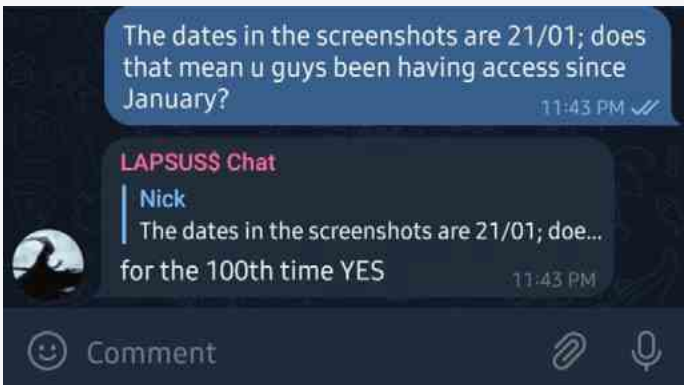 The dates in the screenshots are 21/01; does
that mean u guys been having access since
January?
11:43 PM
LAPSUS$ Chat
Nick
The dates in the screenshots are 21/01; doe...
for the 100th time YES
11:43 PM
Comment